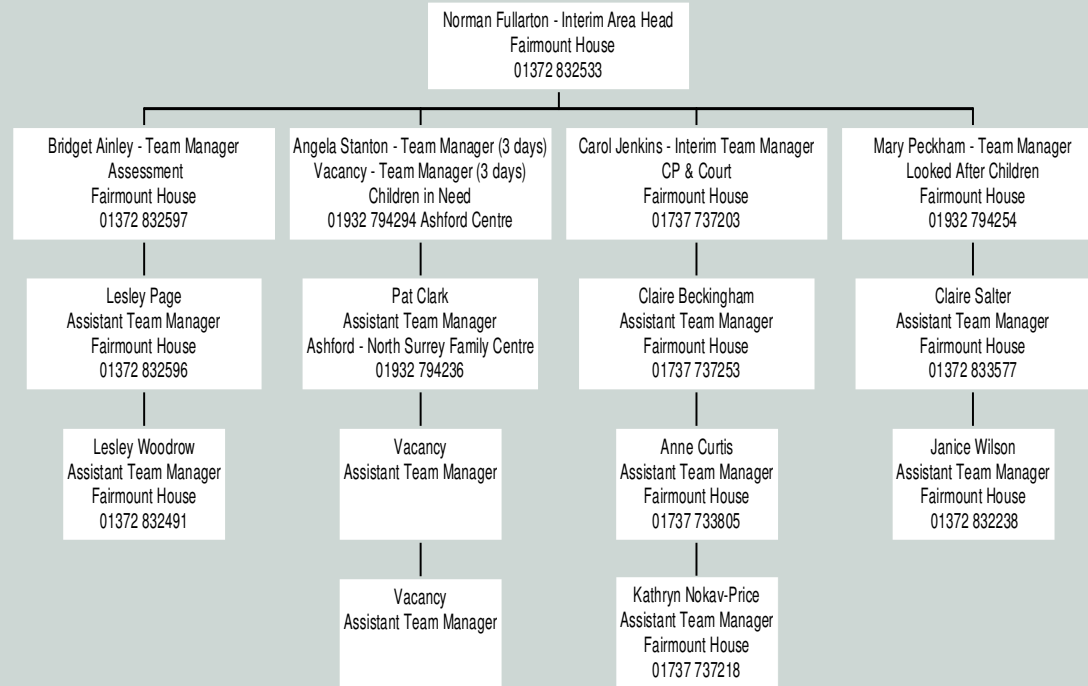 Norman Fullarton - Interim Area Head
Fairmount House
01372 832533
Bridget Ainley - Team Manager
Assessment
Fairmount House
01372 832597
Angela Stanton - Team Manager (3 days)
Vacancy - Team Manager (3 days)
Children in Need
01932 794294 Ashford Centre
Carol Jenkins - Interim Team Manager
CP & Court
Fairmount House
01737 737203
Mary Peckham - Team Manager
Looked After Children
Fairmount House
01932 794254
Lesley Page
Assistant Team Manager
Fairmount House
01372 832596
Pat Clark
Assistant Team Manager
Ashford - North Surrey Family Centre
01932 794236
Claire Beckingham
Assistant Team Manager
Fairmount House
01737 737253
Claire Salter
Assistant Team Manager
Fairmount House
01372 833577
Lesley Woodrow
Assistant Team Manager
Fairmount House
01372 832491
Vacancy
Assistant Team Manager
Anne Curtis
Assistant Team Manager
Fairmount House
01737 733805
Janice Wilson
Assistant Team Manager
Fairmount House
01372 832238
Vacancy
Assistant Team Manager
Kathryn Nokav-Price
Assistant Team Manager
Fairmount House
01737 737218